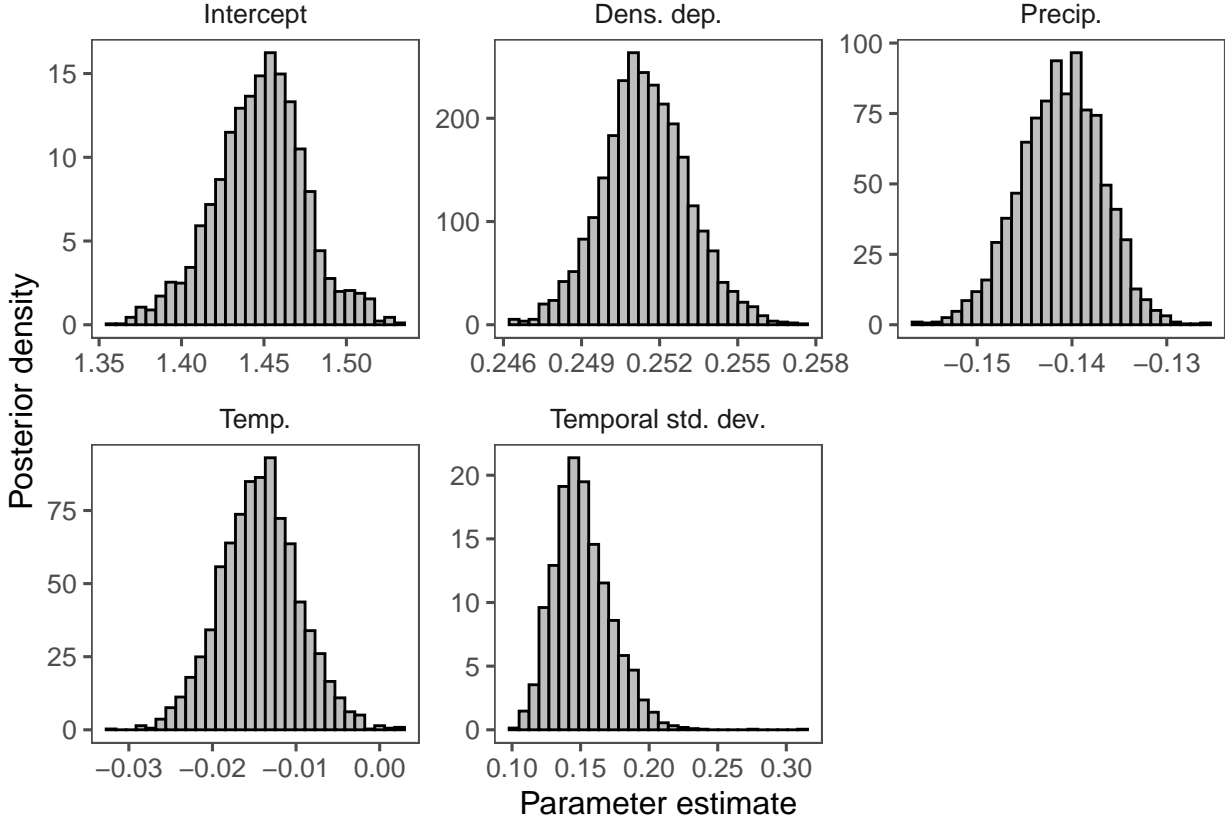 Intercept
Dens. dep.
Precip.
15
10
5
0
1.35 1.40 1.45 1.50
200
100
0
0.246 0.249 0.252 0.255 0.258
100
75
50
25
0
−0.15 −0.14 −0.13
Posterior density
Temp.
Temporal std. dev.
75
50
25
0
−0.03 −0.02 −0.01 0.00
20
15
10
5
0
0.10 0.15 0.20 0.25 0.30
Parameter estimate